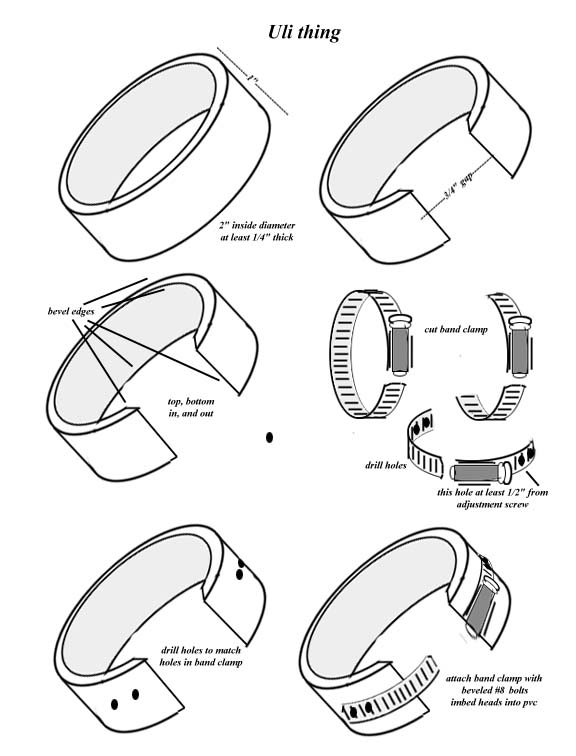 Uli thing
1"
2" inside diameter
at least 1/4" thick
3/4" gap
bevel edges
top, bottom
in, and out
cut band clamp
drill holes
this hole at least 1/2" from
adjustment screw
drill holes to match
holes in band clamp
attach band clamp with
beveled #8 bolts
imbed heads into pvc